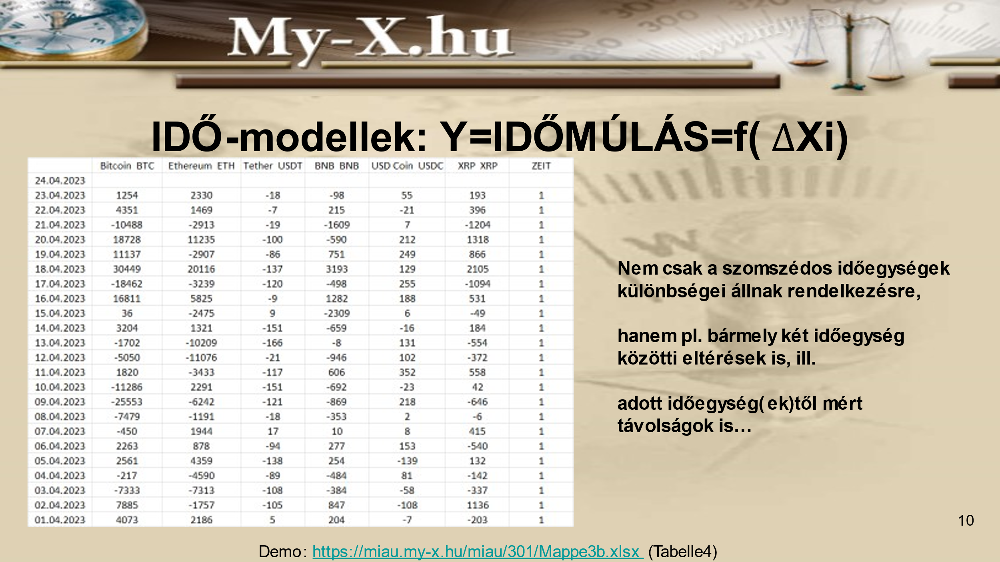 My-X.hu
www.my-x.hu
IDŐ-modellek: Y=IDŐMÚLÁS=f( ΔXi)
Bitcoin BTC Ethereum ETH Tether USDT BNB BNB USD Coin USDC XRP XRP ZEIT
24.04.2023
23.04.2023 1254 2330 -18 -98 55 193 1
22.04.2023 4351 1469 -7 215 -21 396 1
21.04.2023 -10488 -2913 -19 -1609 7 -1204 1
20.04.2023 18728 11235 -100 -590 212 1318 1
19.04.2023 11137 -2907 -86 751 249 866 1
18.04.2023 30449 20116 -137 3193 129 2105 1
17.04.2023 -18462 -3239 -120 -498 255 -1094 1
16.04.2023 16811 5825 -9 1282 188 531 1
15.04.2023 36 -2475 9 -2309 6 -49 1
14.04.2023 3204 1321 -151 -659 -16 184 1
13.04.2023 -1702 -10209 -166 -8 131 -554 1
12.04.2023 -5050 -11076 -21 -946 102 -372 1
11.04.2023 1820 -3433 -117 606 352 558 1
10.04.2023 -11286 2291 -151 -692 -23 42 1
09.04.2023 -25553 -6242 -121 -869 218 -646 1
08.04.2023 -7479 -1191 -18 -353 2 -6 1
07.04.2023 -450 1944 17 10 8 415 1
06.04.2023 2263 878 -94 277 153 -540 1
05.04.2023 2561 4359 -138 254 -139 132 1
04.04.2023 -217 -4590 -89 -484 81 -142 1
03.04.2023 -7333 -7313 -108 -384 -58 -337 1
02.04.2023 7885 -1757 -105 847 -108 1136 1
01.04.2023 4073 2186 5 204 -7 -203 1
Nem csak a szomszédos időegységek
különbségei állnak rendelkezésre,
hanem pl. bármely két időegység
közötti eltérések is, ill.
adott időegység(ek)től mért
távolságok is…
10
Demo: https://miau.my-x.hu/miau/301/Mappe3b.xlsx (Tabelle4)